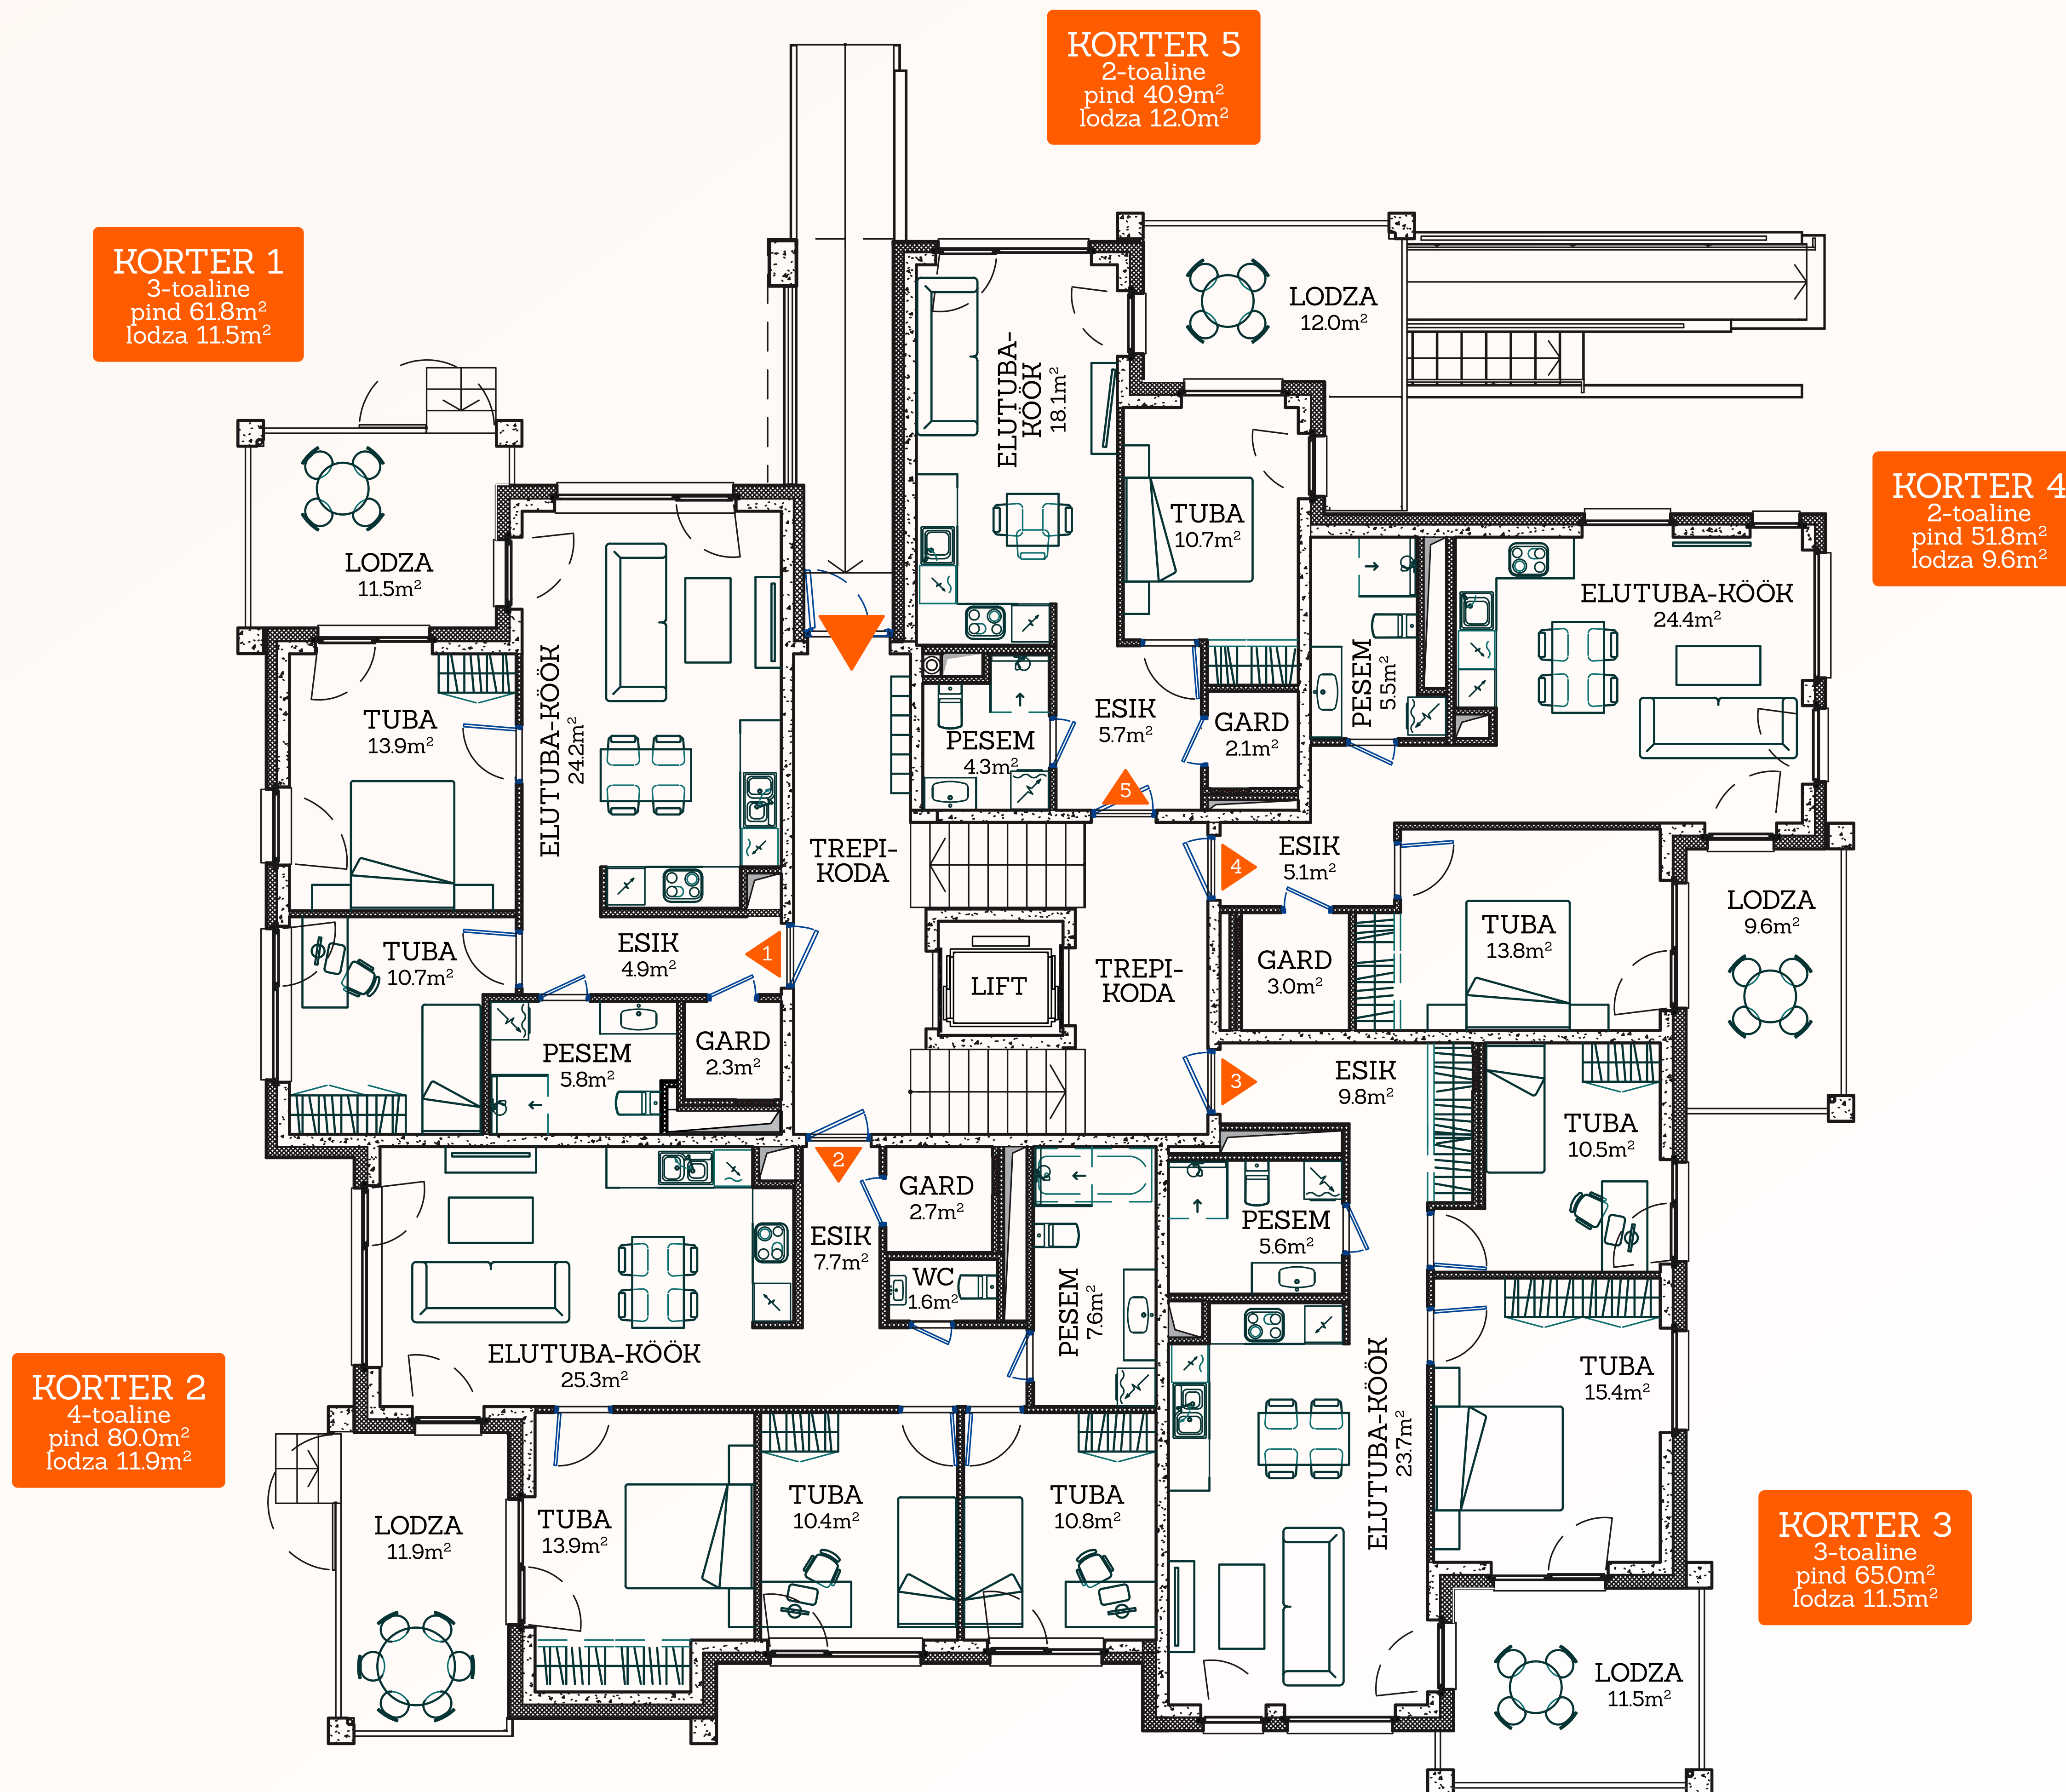 KORTER 5
2-toaline
pind 40.9m²
lodza 12.0m²
KORTER 1
3-toaline
pind 61.8m²
lodza 11.5m²
LODZA
12.0m²
ELUTUBA-
KÖÖK
18.1m²
KORTER 4
2-toaline
pind 51.8m²
lodza 9.6m²
TUBA
10.7m²
LODZA
11.5m²
ELUTUBA-KÖÖK
24.4m²
PESEM
5.5m²
TUBA
13.9m²
ELUTUBA-KÖÖK
24.2m²
ESIK
5.7m²
GARD
2.1m²
PESEM
4.3m²
5
TREPI-
KODA
ESIK
5.1m²
4
LODZA
9.6m²
TUBA
13.8m²
TUBA
10.7m²
ESIK
4.9m²
1
GARD
3.0m²
TREPI-
KODA
LIFT
GARD
2.3m²
PESEM
5.8m²
ESIK
9.8m²
3
TUBA
10.5m²
2
GARD
2.7m²
ESIK
7.7m²
PESEM
5.6m²
WC
1.6m²
PESEM
7.6m²
ELUTUBA-KÖÖK
25.3m²
TUBA
15.4m²
ELUTUBA-KÖÖK
23.7m²
KORTER 2
4-toaline
pind 80.0m²
lodza 11.9m²
TUBA
10.4m²
TUBA
10.8m²
TUBA
13.9m²
LODZA
11.9m²
KORTER 3
3-toaline
pind 65.0m²
lodza 11.5m²
LODZA
11.5m²